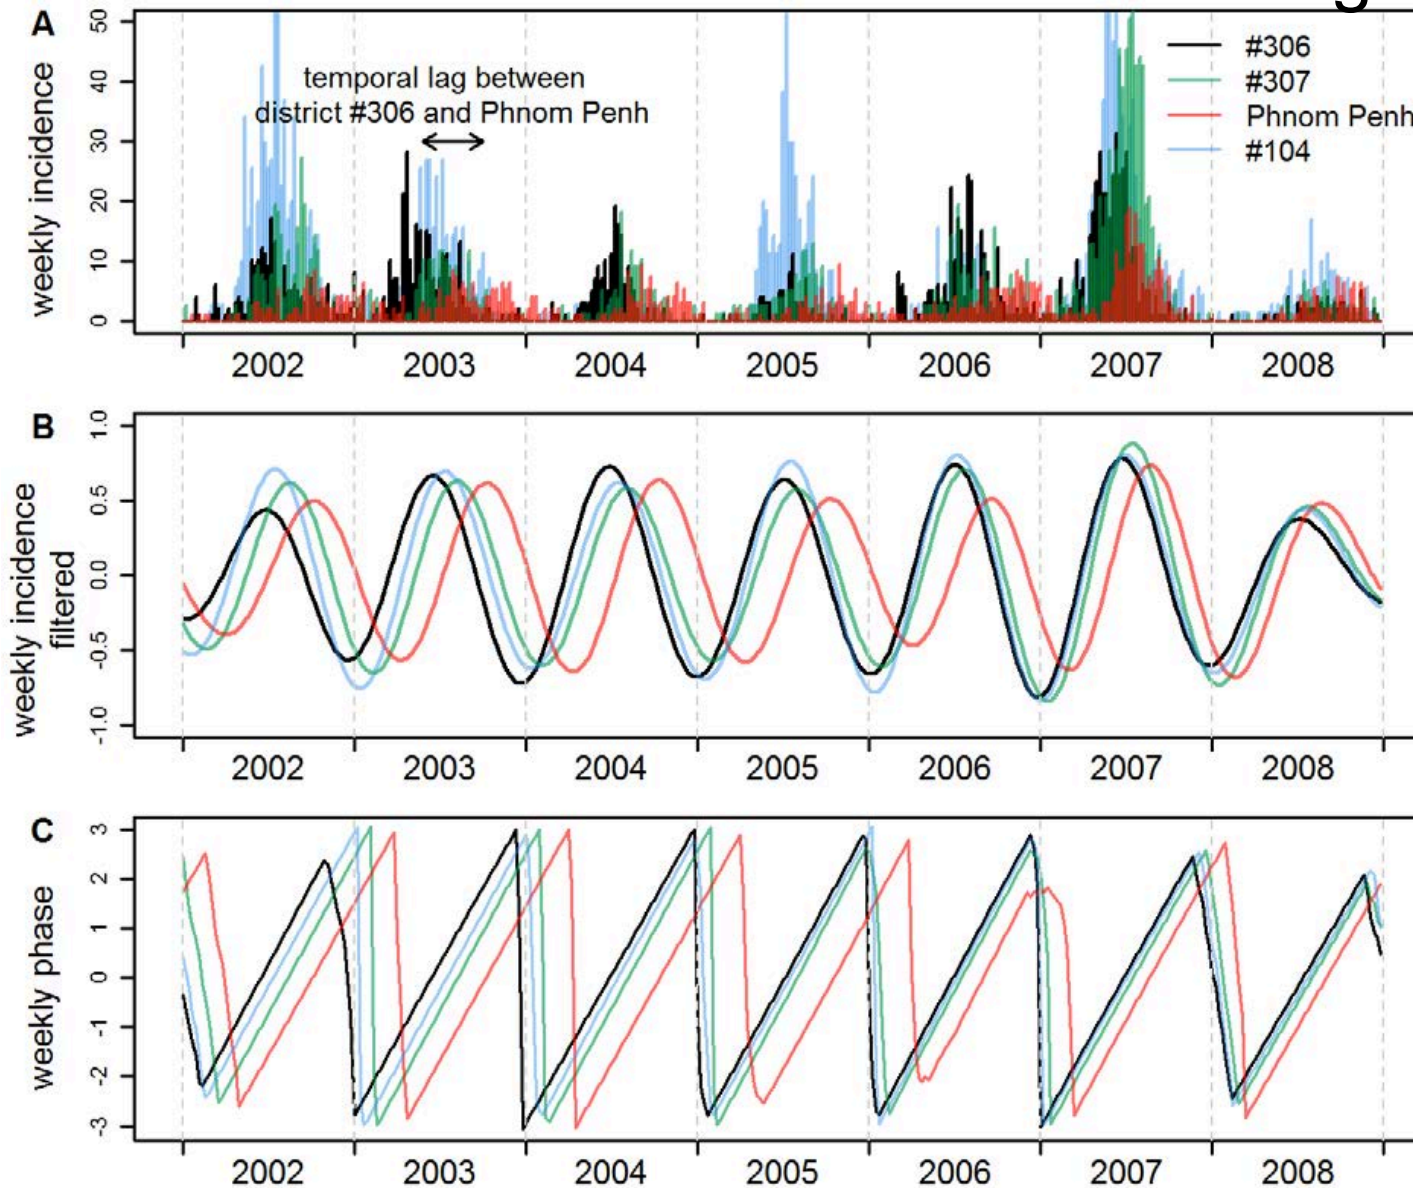 A
weekly incidence
50
40
30
20
10
0
temporal lag between
district #306 and Phnom Penh
#306
#307
Phnom Penh
#104
2002 2003 2004 2005 2006 2007 2008
B
weekly incidence
filtered
1.0
0.5
0.0
-0.5
-1.0
2002 2003 2004 2005 2006 2007 2008
C
weekly phase
3
2
1
0
-1
-2
-3
2002 2003 2004 2005 2006 2007 2008